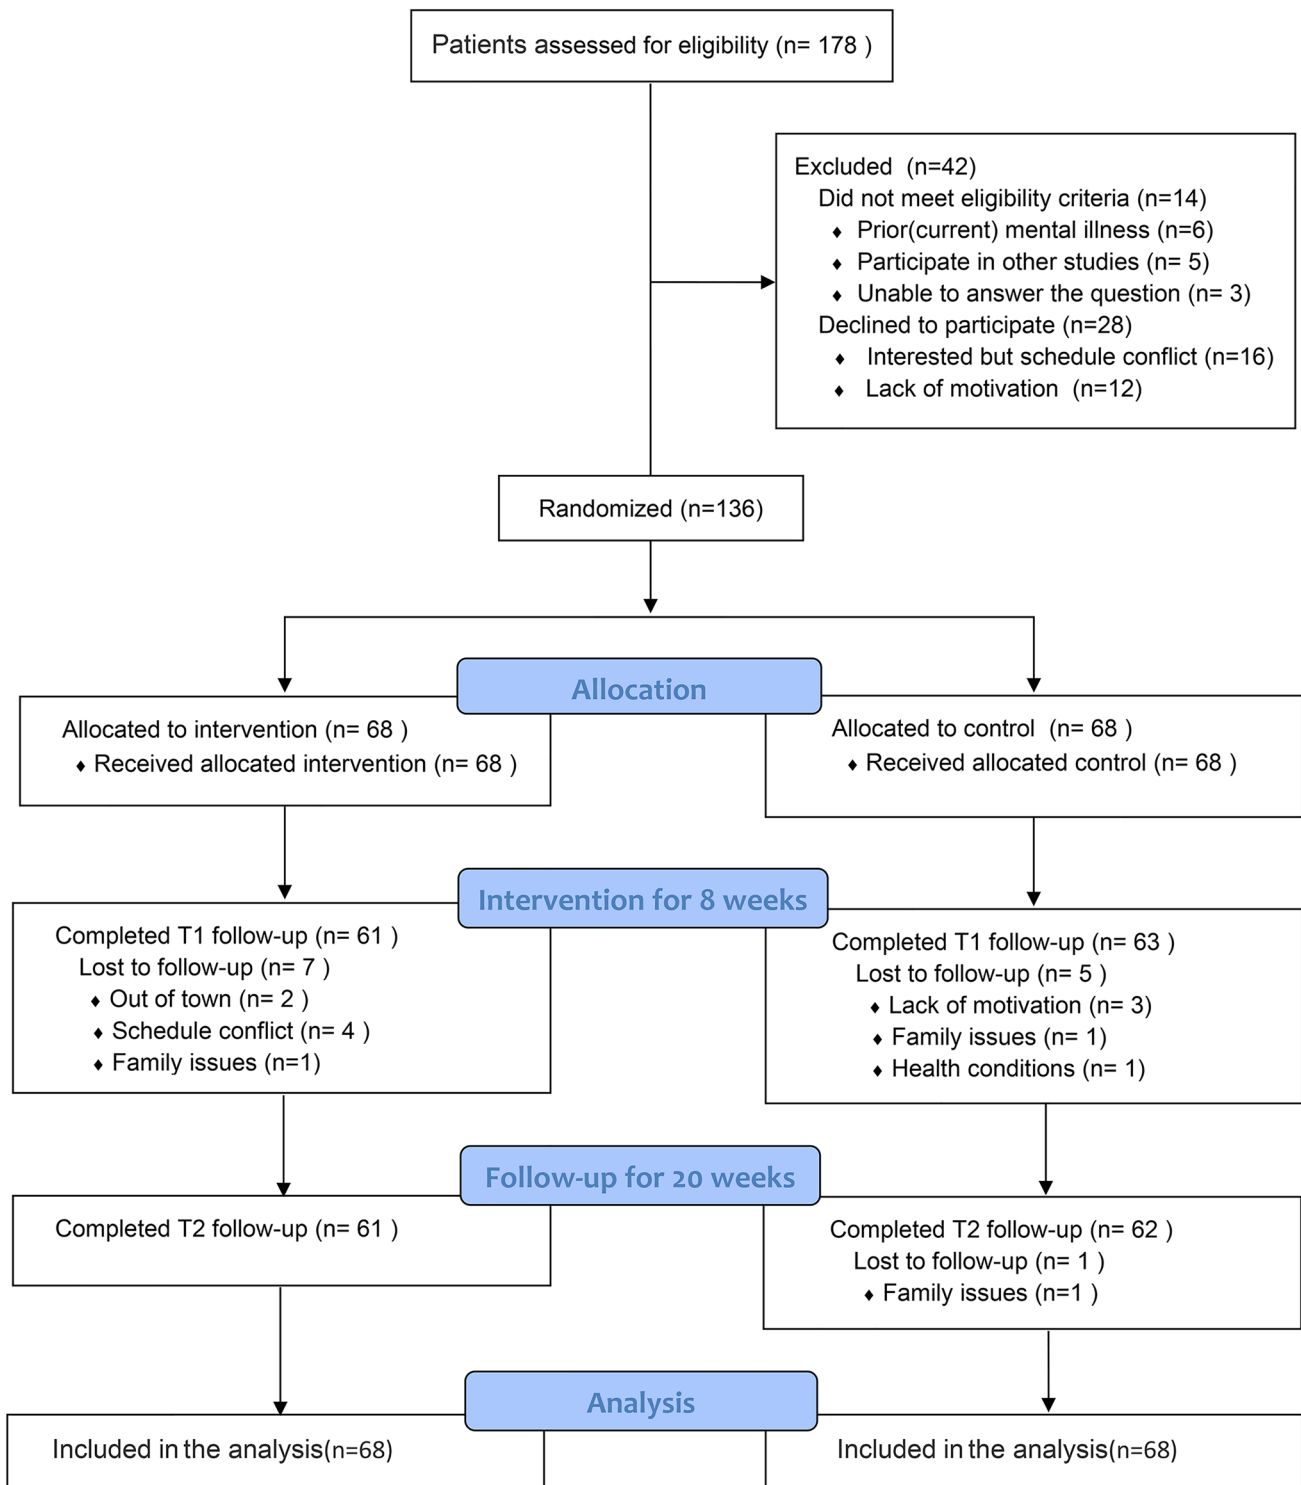 Patients assessed for eligibility (n= 178 )
Excluded (n=42)
Did not meet eligibility criteria (n=14)
♦ Prior(current) mental illness (n=6)
♦ Participate in other studies (n= 5)
♦ Unable to answer the question (n= 3)
Declined to participate (n=28)
♦ Interested but schedule conflict (n=16)
♦ Lack of motivation (n=12)
Randomized (n=136)
Allocation
Allocated to intervention (n= 68 )
♦ Received allocated intervention (n= 68 )
Allocated to control (n= 68 )
♦ Received allocated control (n= 68 )
Intervention for 8 weeks
Completed T1 follow-up (n= 61 )
Lost to follow-up (n= 7 )
♦ Out of town (n= 2 )
♦ Schedule conflict (n= 4 )
♦ Family issues (n=1)
Completed T1 follow-up (n= 63 )
Lost to follow-up (n= 5 )
♦ Lack of motivation (n= 3)
♦ Family issues (n= 1)
♦ Health conditions (n= 1)
Follow-up for 20 weeks
Completed T2 follow-up (n= 61 )
Completed T2 follow-up (n= 62 )
Lost to follow-up (n= 1 )
♦ Family issues (n=1 )
Analysis
Included in the analysis(n=68)
Included in the analysis(n=68)